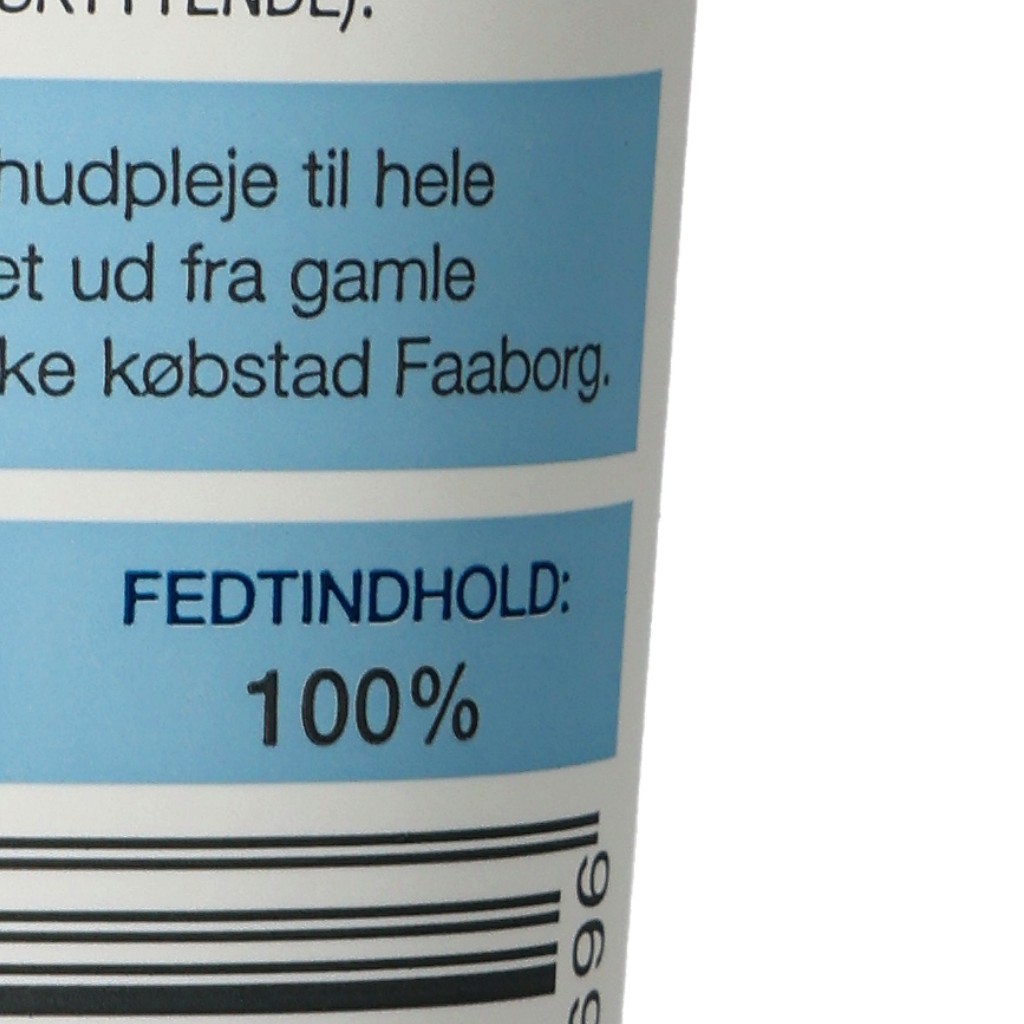 hudpleje til hele
et ud fra gamle
ke købstad Faaborg.
FEDTINDHOLD:
100%